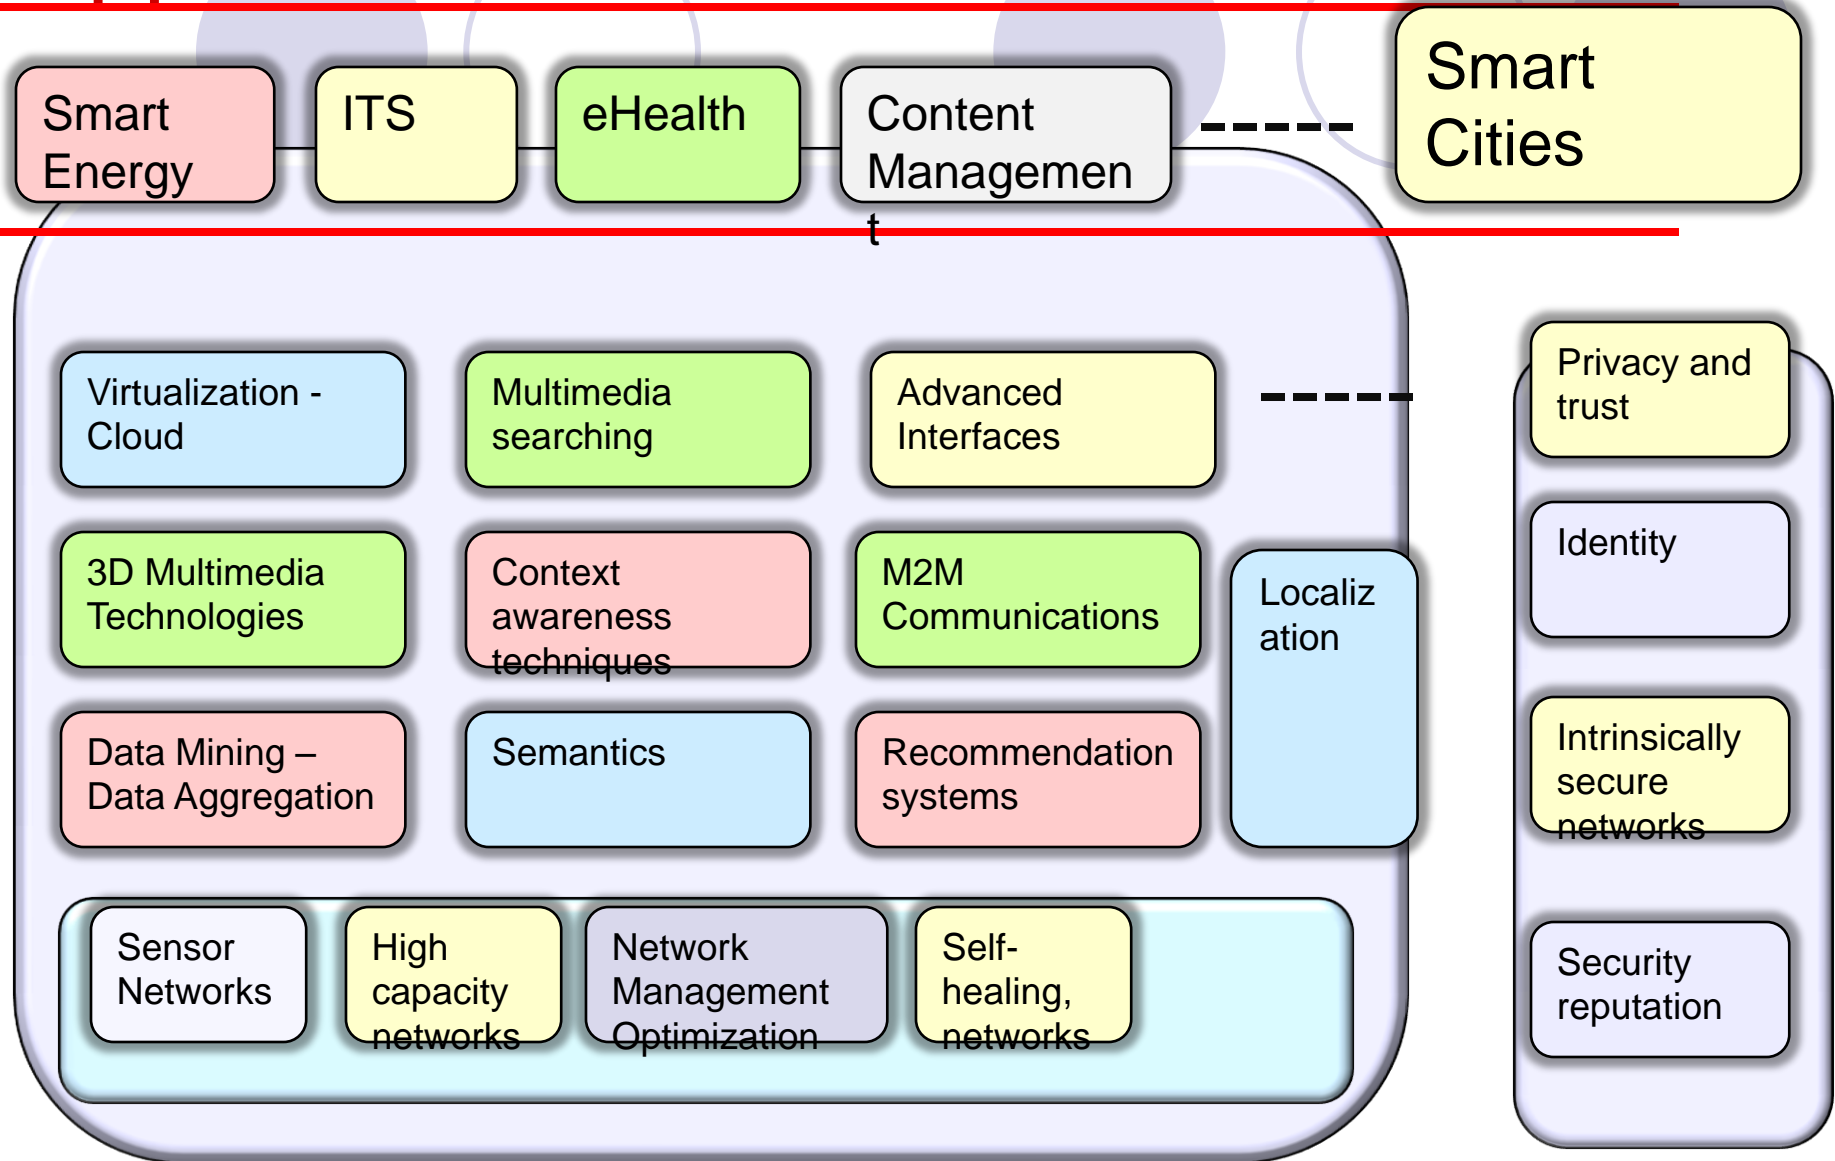 Smart
Energy
ITS
eHealth
Content
Managemen
t
Smart
Cities
Virtualization -
Cloud
Multimedia
searching
Advanced
Interfaces
Privacy and
trust
3D Multimedia
Technologies
Context
awareness
techniques
M2M
Communications
Localiz
ation
Identity
Data Mining –
Data Aggregation
Semantics
Recommendation
systems
Intrinsically
secure
networks
Sensor
Networks
High
capacity
networks
Network
Management
Optimization
Self-
healing,
networks
Security
reputation